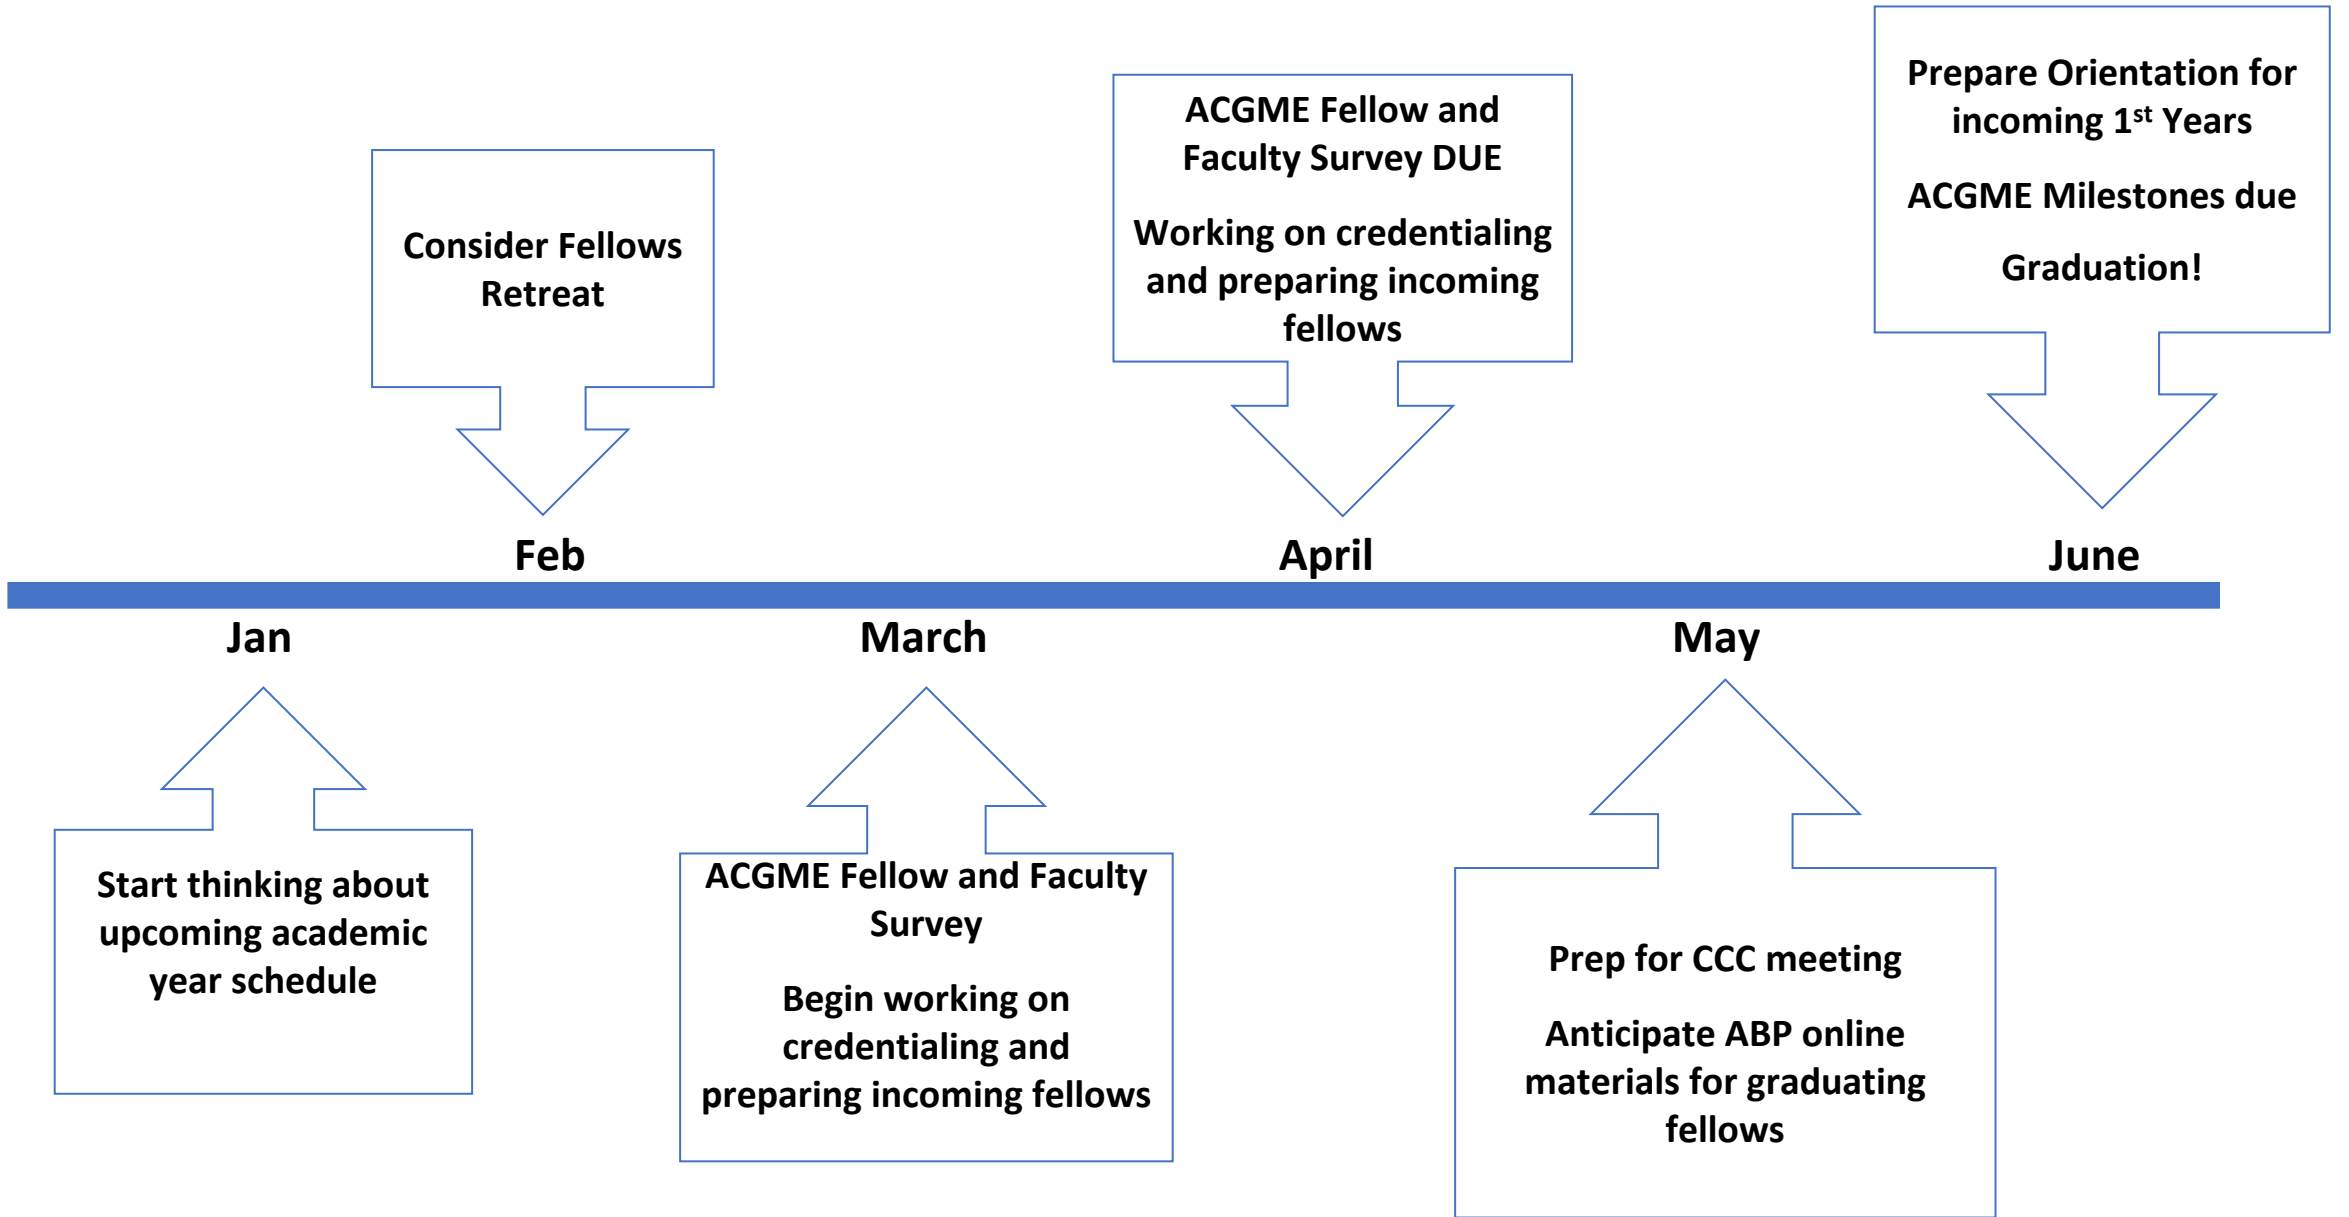 Prepare Orientation for
incoming 1st Years
ACGME Milestones due
Graduation!
ACGME Fellow and
Faculty Survey DUE
Working on credentialing
and preparing incoming
fellows
Consider Fellows
Retreat
Feb
April
June
Jan
March
May
Start thinking about
upcoming academic
year schedule
ACGME Fellow and Faculty
Survey
Begin working on
credentialing and
preparing incoming fellows
Prep for CCC meeting
Anticipate ABP online
materials for graduating
fellows